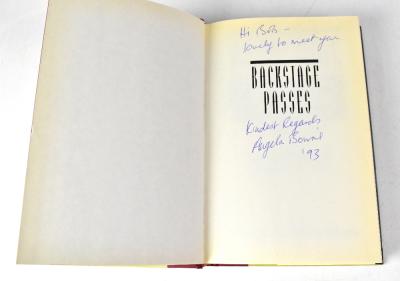 Hi Bob –
lovely to meet you
BACKSTAGE
PASSES
Kindest Regards
Angela Bowie
'93